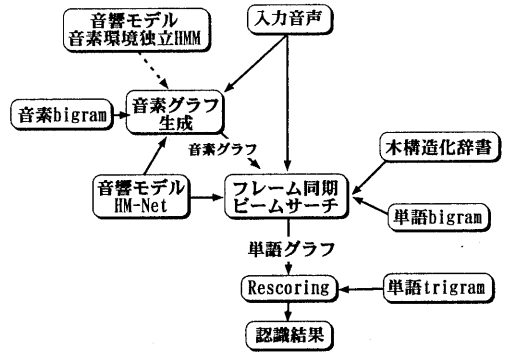 音響モデル
音素環境独立HMM
入力音声
音素bigram
音素グラフ
生成
音素グラフ
木構造化辞書
音響モデル
HM-Net
フレーム同期
ビームサーチ
単語bigram
単語グラフ
Rescoring
単語trigram
認識結果